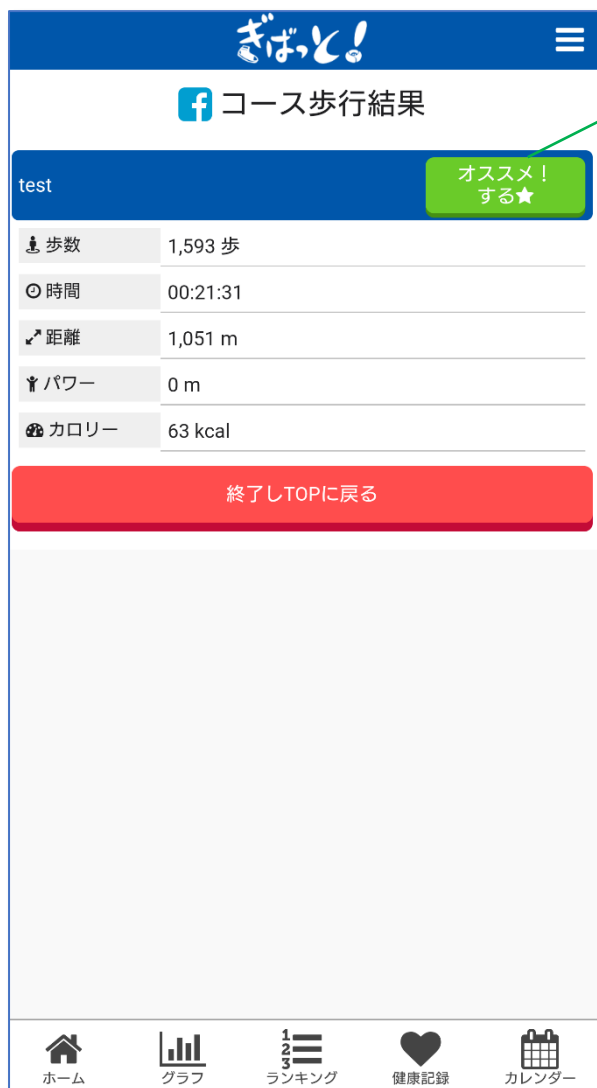 ぎばっと!
コース歩行結果
test
オススメ!
する★
歩数 1,593 歩
時間 00:21:31
距離 1,051 m
パワー 0 m
カロリー 63 kcal
終了しTOPに戻る
ホーム グラフ ランキング 健康記録 カレンダー